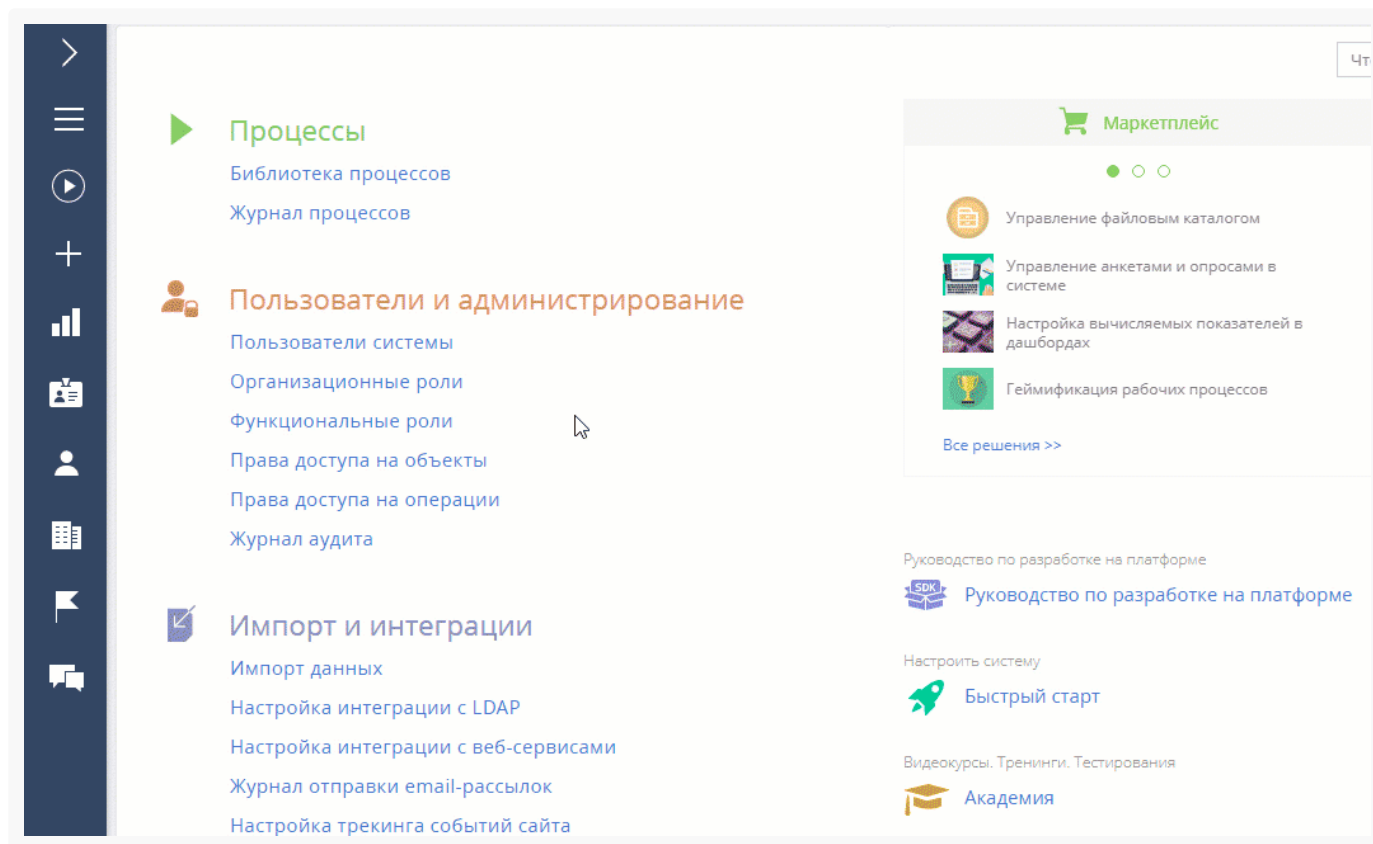 Процессы
Библиотека процессов
Журнал процессов
Пользователи и администрирование
Пользователи системы
Организационные роли
Функциональные роли
Права доступа на объекты
Права доступа на операции
Журнал аудита
Импорт и интеграции
Импорт данных
Настройка интеграции с LDAP
Настройка интеграции с веб-сервисами
Журнал отправки email-рассылок
Настройка трекинга событий сайта
Маркетплейс
Управление файловым каталогом
Управление анкетами и опросами в
системе
Настройка вычисляемых показателей в
дашбордах
Геймификация рабочих процессов
Все решения >>
Руководство по разработке на платформе
SDK
Руководство по разработке на платформе
Настроить систему
Быстрый старт
Видеокурсы. Тренинги. Тестирования
Академия